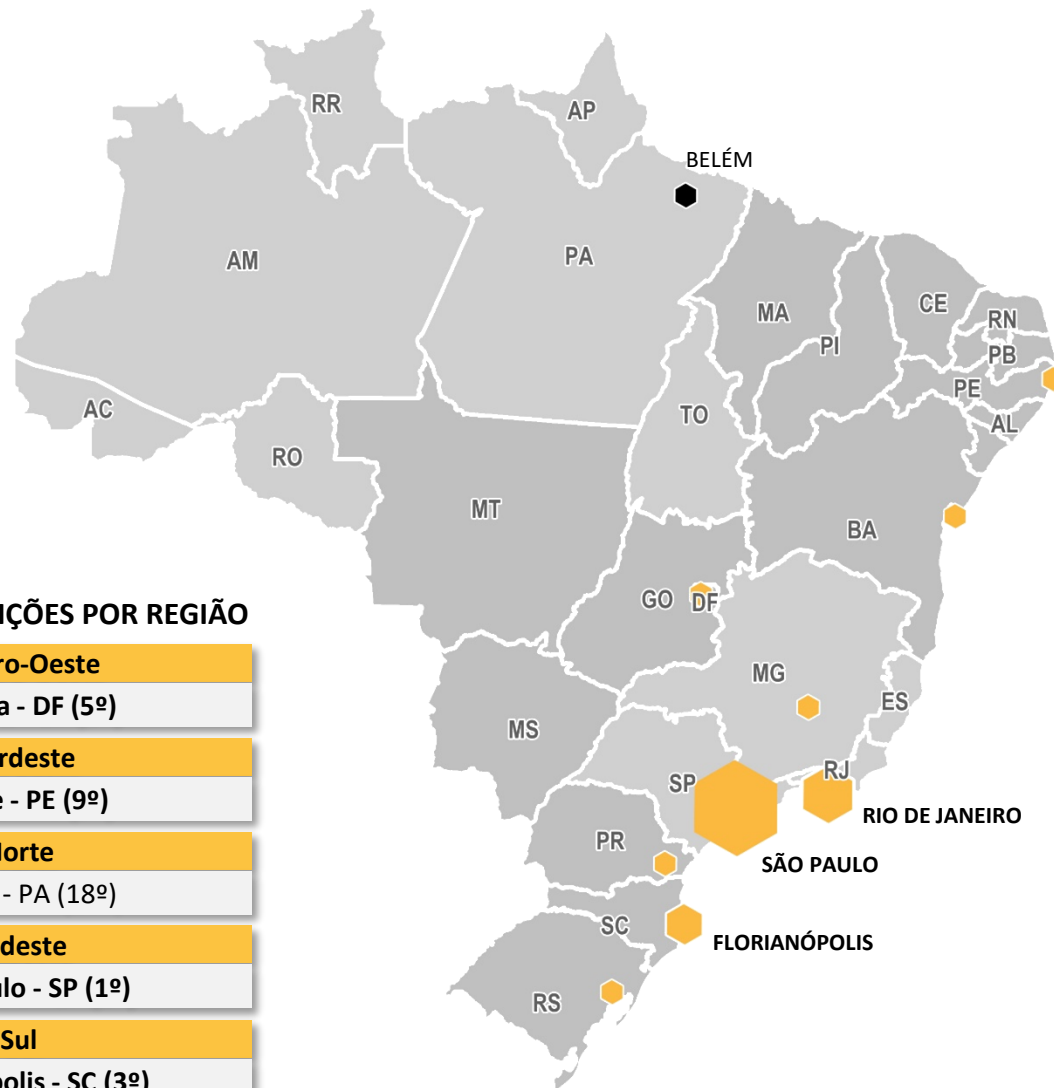 RR
AP
BELÉM
AM
PA
MA
CE
RN
PI
PB
PE
AC
TO
AL
RO
MT
BA
GO
DF
IÇÕES POR REGIÃO
ro-Oeste
a - DF (5º)
MG
ES
MS
rdeste
e - PE (9º)
RJ
SP
RIO DE JANEIRO
PR
SÃO PAULO
orte
- PA (18º)
SC
FLORIANÓPOLIS
deste
lo - SP (1º)
RS
Sul
polis - SC (3º)